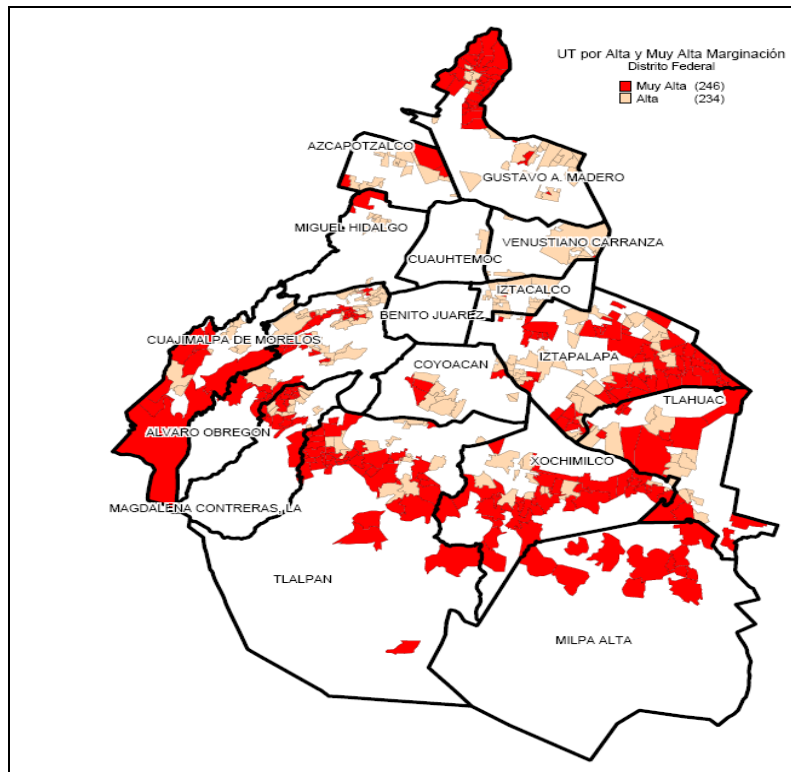 UT por Alta y Muy Alta Marginación
Distrito Federal
Muy Alta (246)
Alta (234)
AZCAPOTZALCO
GUSTAVO A. MADERO
MIGUEL HIDALGO
VENUSTIANO CARRANZA
CUAUHTEMOC
IZTACALCO
BENITO JUAREZ
CUAJIMALPA DE MORELOS
IZTAPALAPA
COYOACAN
TLAHUAC
ALVARO OBREGON
XOCHIMILCO
MAGDALENA CONTRERAS, LA
TLALPAN
MILPA ALTA